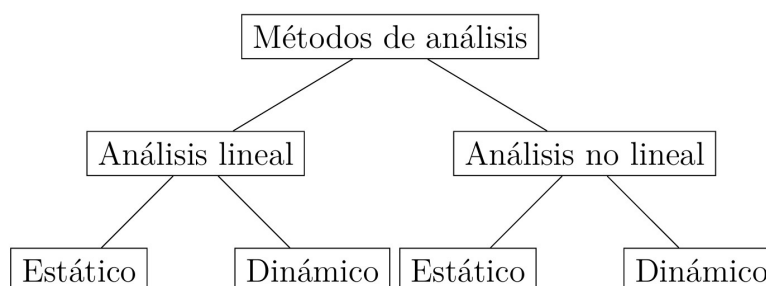 Métodos de análisis
Análisis lineal
Análisis no lineal
Estático
Dinámico
Estático
Dinámico